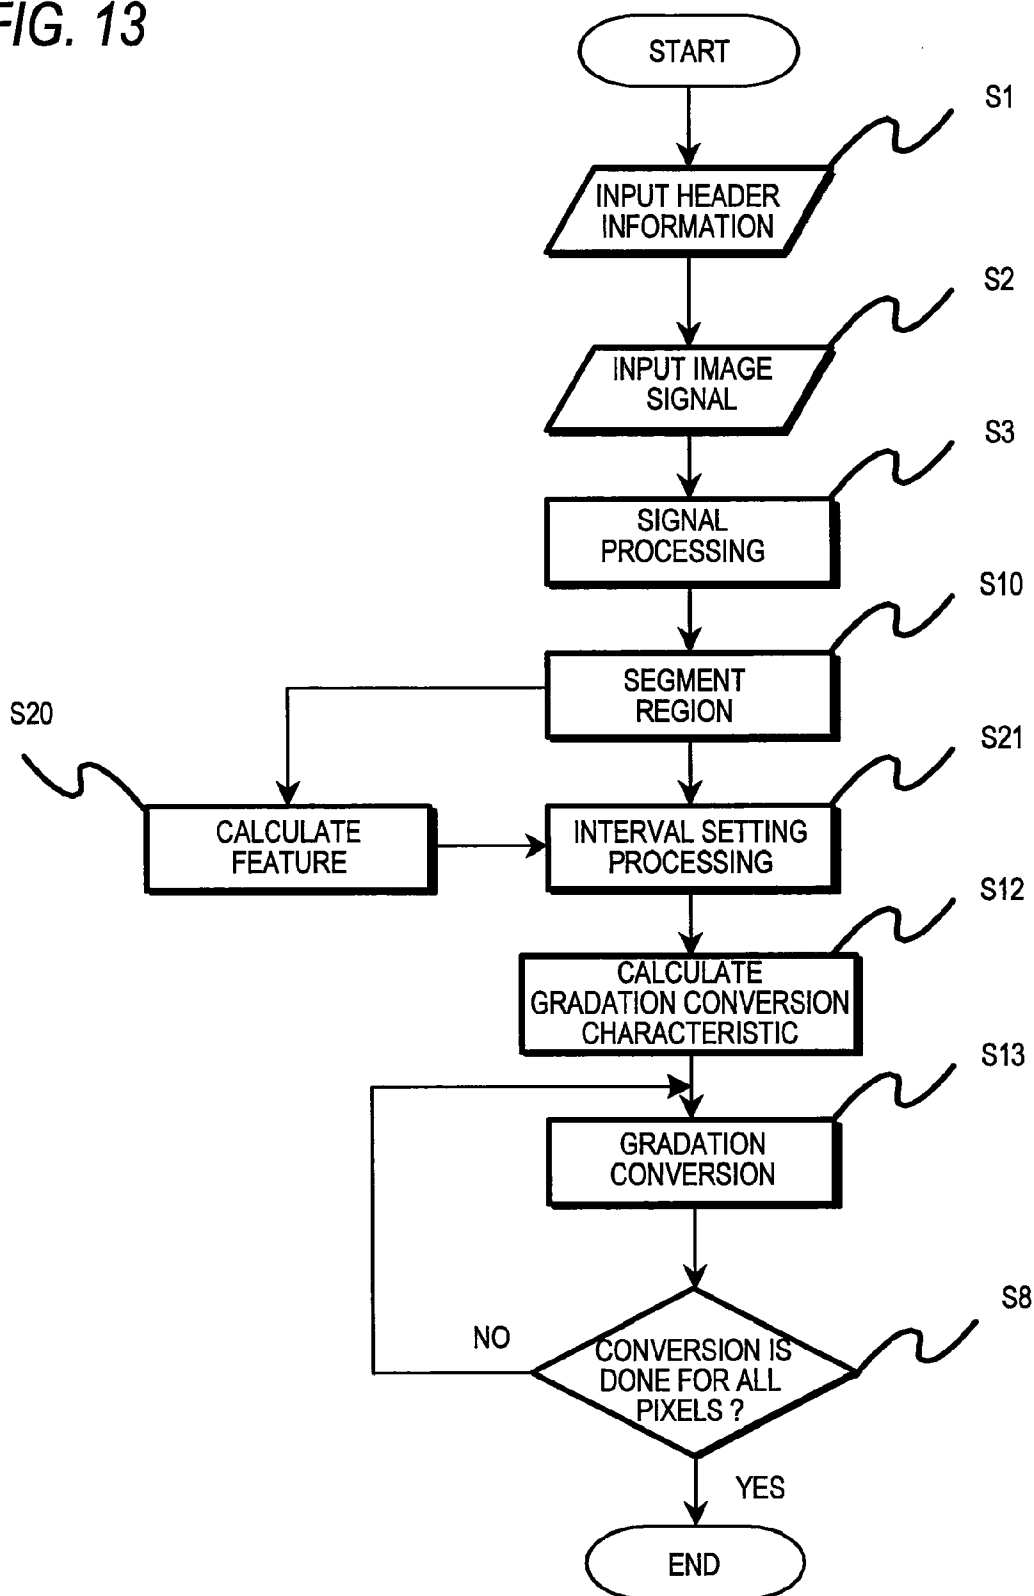 FIG. 13
START
S1
INPUT HEADER
INFORMATION
S2
INPUT IMAGE
SIGNAL
S3
SIGNAL
PROCESSING
S10
SEGMENT
REGION
S20
CALCULATE
FEATURE
S21
INTERVAL SETTING
PROCESSING
S12
CALCULATE
GRADATION CONVERSION
CHARACTERISTIC
S13
GRADATION
CONVERSION
S8
NO
CONVERSION IS
DONE FOR ALL
PIXELS ?
YES
END